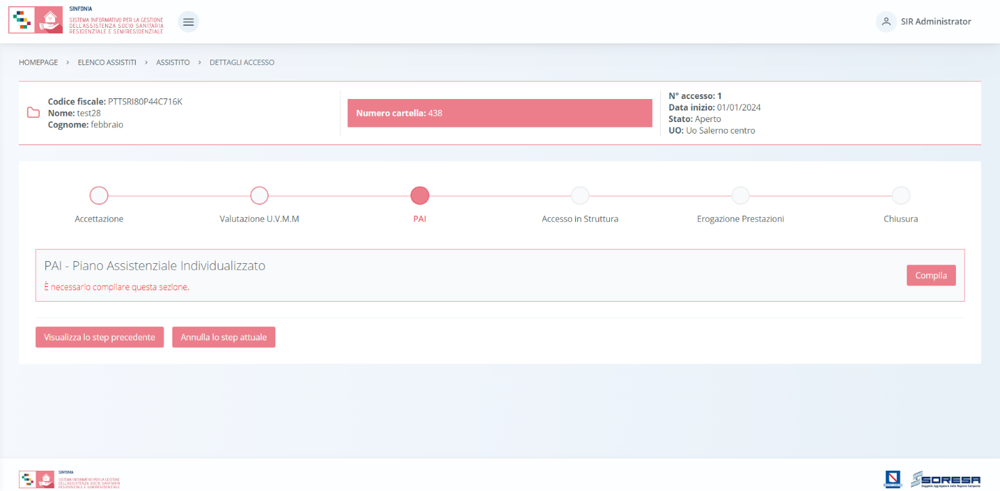 SINFONIA
SISTEMA INFORMATIVO PER LA GESTIONE
DELL'ASSISTENZA SOCIO SANITARIA
RESIDENZIALE E SEMIRESIDENZIALE
SIR Administrator
HOMEPAGE > ELENCO ASSISTITI > ASSISTITO > DETTAGLI ACCESSO
Codice fiscale: PTTSRI80P44C716K
Nome: test28
Cognome: febbraio
Numero cartella: 438
N° accesso: 1
Data inizio: 01/01/2024
Stato: Aperto
UO: Uo Salerno centro
Accettazione
Valutazione U.V.M.M
PAI
Accesso in Struttura
Erogazione Prestazioni
Chiusura
PAI - Piano Assistenziale Individualizzato
È necessario compilare questa sezione.
Compila
Visualizza lo step precedente
Annulla lo step attuale
SINFONIA
SISTEMA INFORMATIVO PER LA GESTIONE
DELL'ASSISTENZA SOCIO SANITARIA
RESIDENZIALE E SEMIRESIDENZIALE
SORESA
Soggetto Aggregatore della Regione Campania